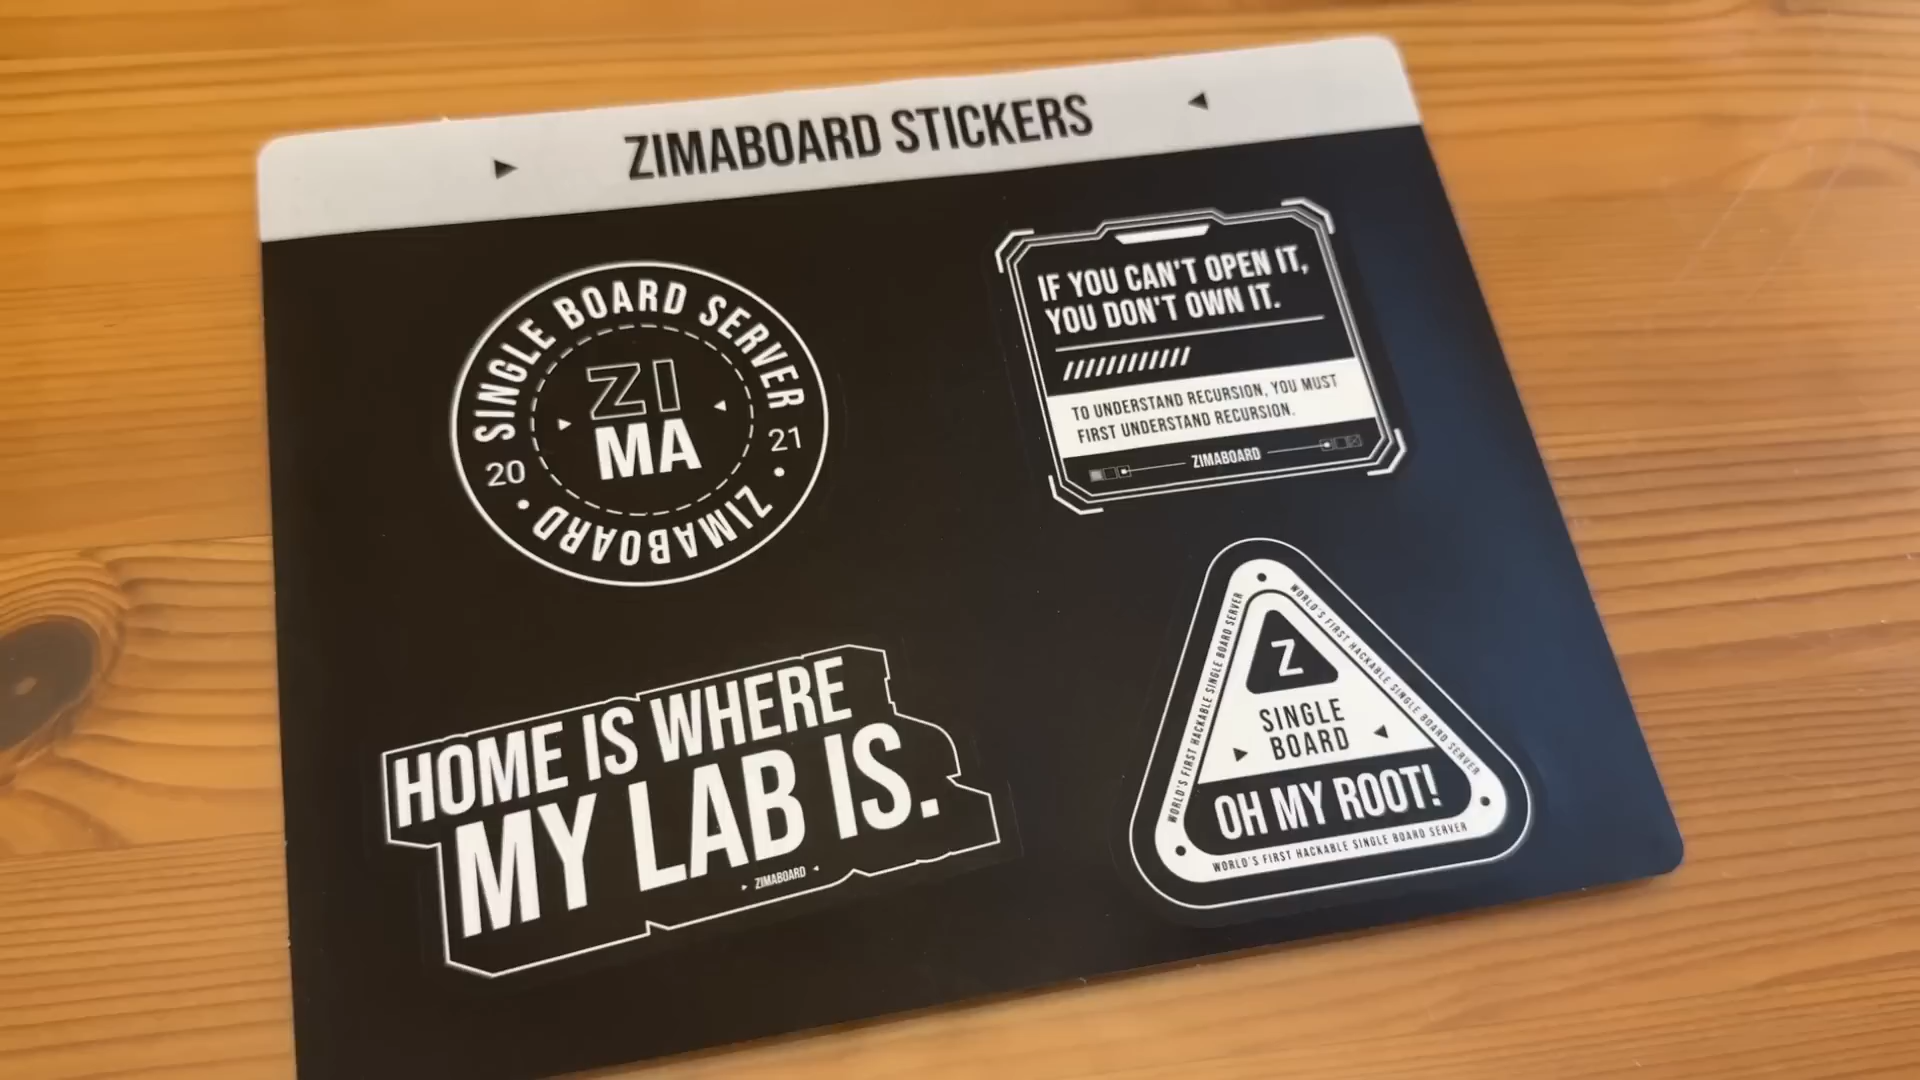 ZIMABOARD STICKERS
SINGLE BOARD SERVER
ZI
MA
20
21
ZIMABOARD
IF YOU CAN'T OPEN IT,
YOU DON'T OWN IT.
TO UNDERSTAND RECURSION, YOU MUST
FIRST UNDERSTAND RECURSION.
ZIMABOARD
HOME IS WHERE
MY LAB IS.
ZIMABOARD
WORLD'S FIRST HACKABLE SINGLE BOARD SERVER
WORLD'S FIRST HACKABLE SINGLE BOARD SERVER
Z
SINGLE
BOARD
OH MY ROOT!
WORLD'S FIRST HACKABLE SINGLE BOARD SERVER